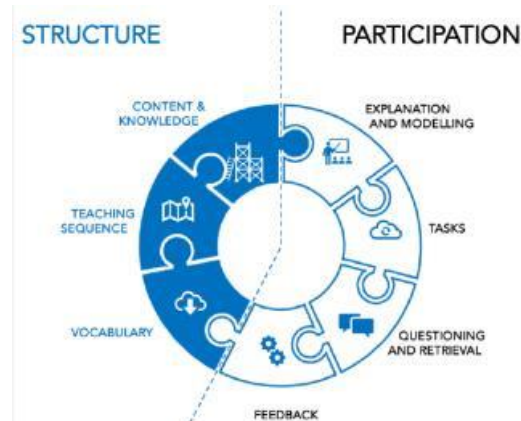 STRUCTURE
PARTICIPATION
CONTENT &
KNOWLEDGE
EXPLANATION
AND MODELLING
TEACHING
SEQUENCE
TASKS
VOCABULARY
QUESTIONING
AND RETRIEVAL
FEEDBACK